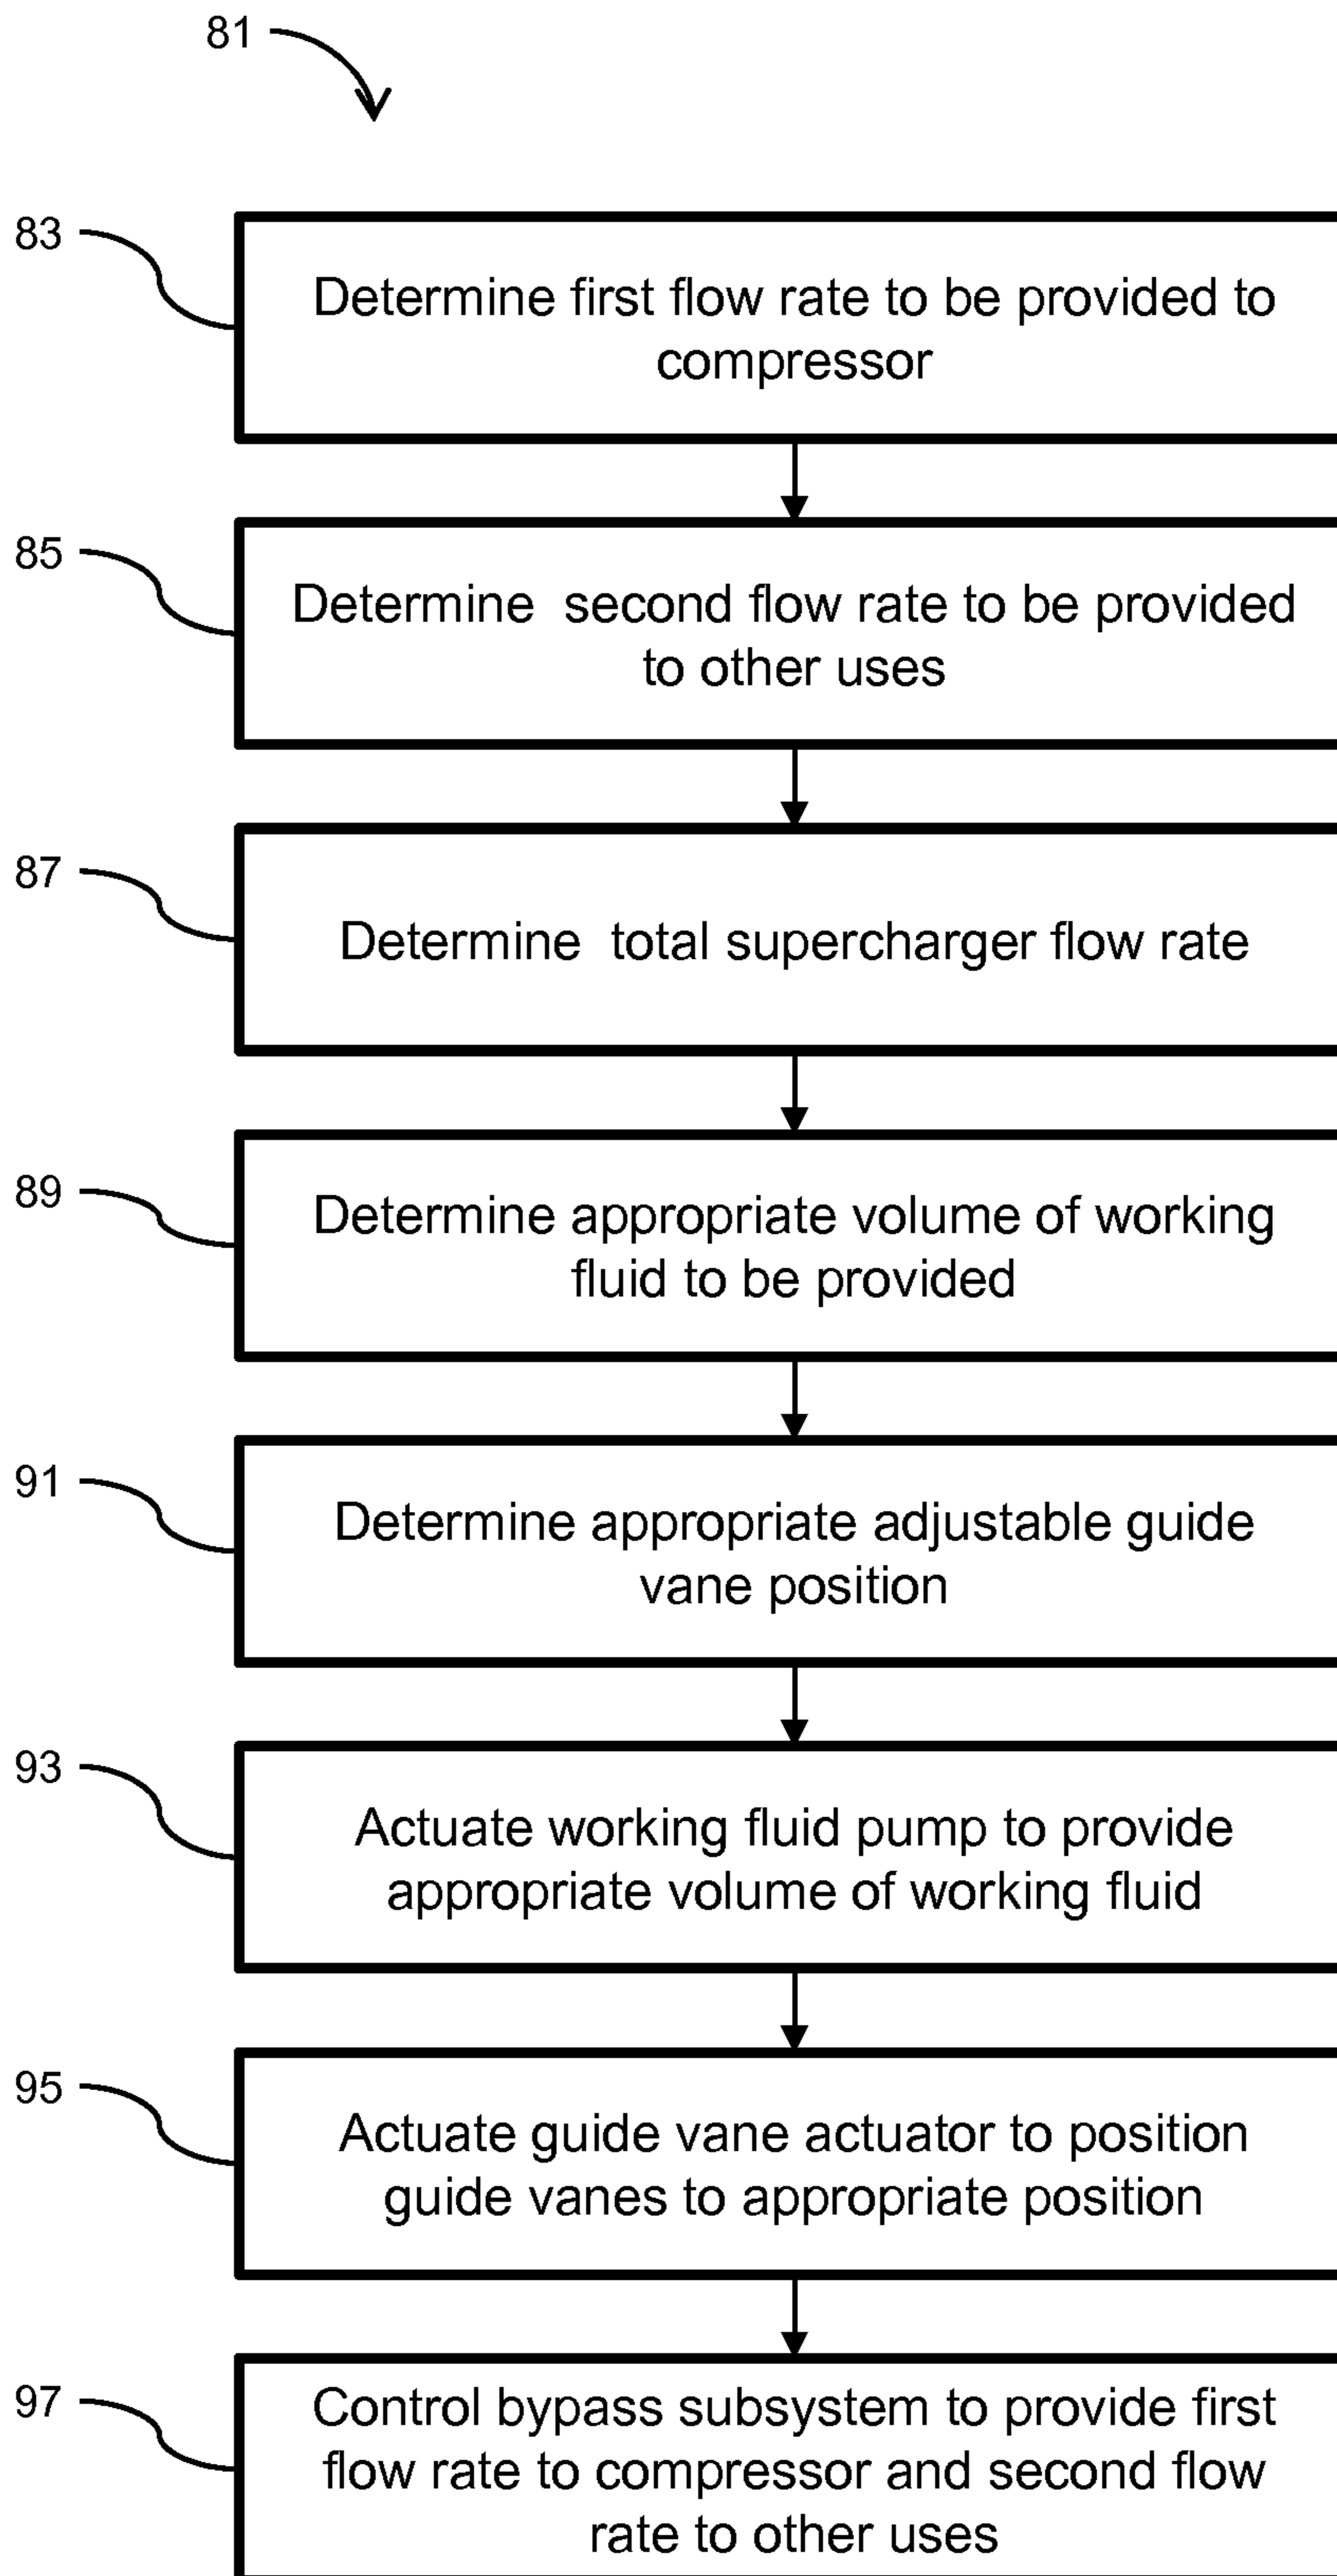 81
83
Determine first flow rate to be provided to
compressor
85
Determine second flow rate to be provided
to other uses
87
Determine total supercharger flow rate
89
Determine appropriate volume of working
fluid to be provided
91
Determine appropriate adjustable guide
vane position
93
Actuate working fluid pump to provide
appropriate volume of working fluid
95
Actuate guide vane actuator to position
guide vanes to appropriate position
97
Control bypass subsystem to provide first
flow rate to compressor and second flow
rate to other uses